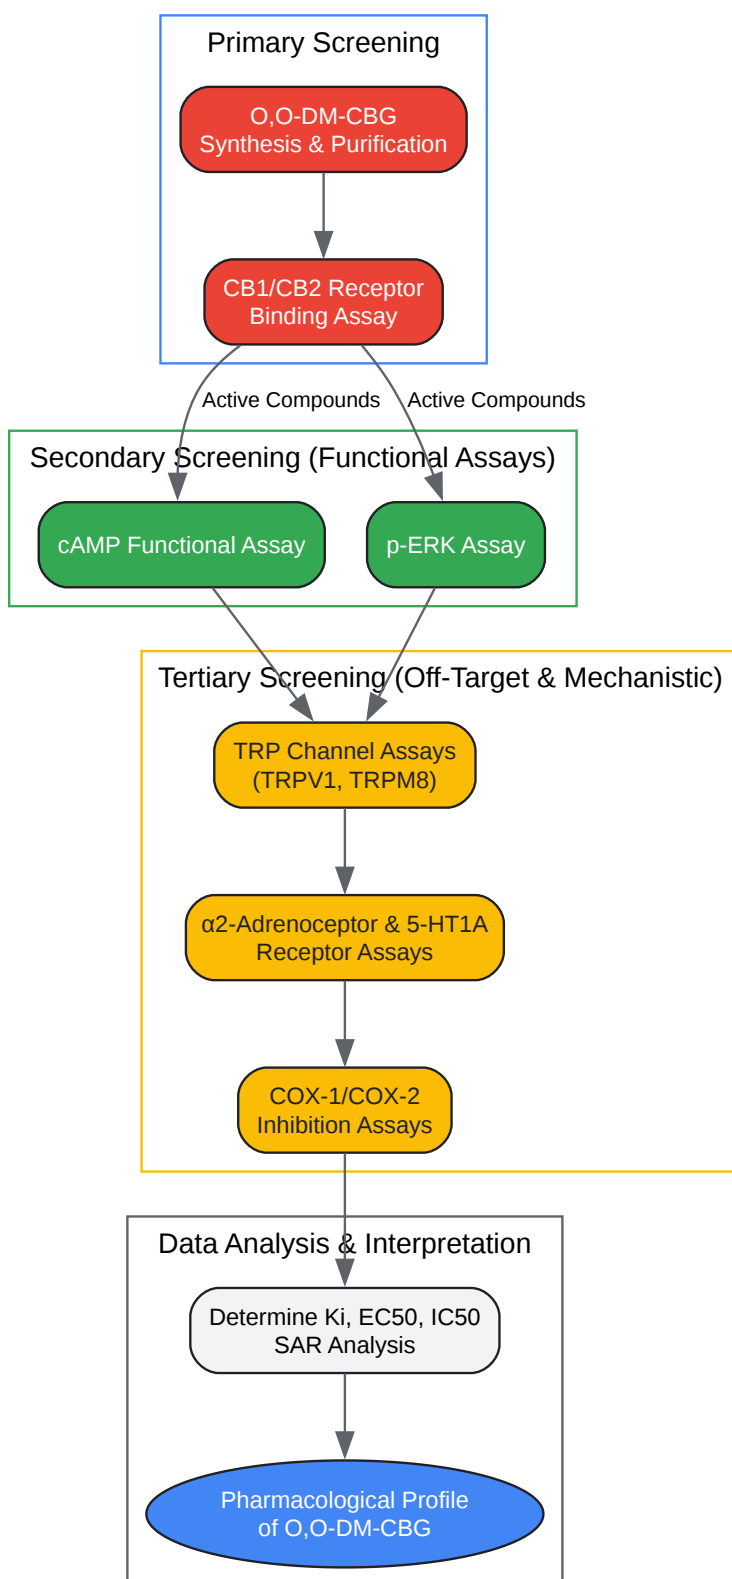 Primary Screening
O,O-DM-CBG
Synthesis & Purification
CB1/CB2 Receptor
Binding Assay
Active Compounds
Active Compounds
Secondary Screening (Functional Assays)
cAMP Functional Assay
p-ERK Assay
Tertiary Screening (Off-Target & Mechanistic)
TRP Channel Assays
(TRPV1, TRPM8)
α2-Adrenoceptor & 5-HT1A
Receptor Assays
COX-1/COX-2
Inhibition Assays
Data Analysis & Interpretation
Determine Ki, EC50, IC50
SAR Analysis
Pharmacological Profile
of O,O-DM-CBG